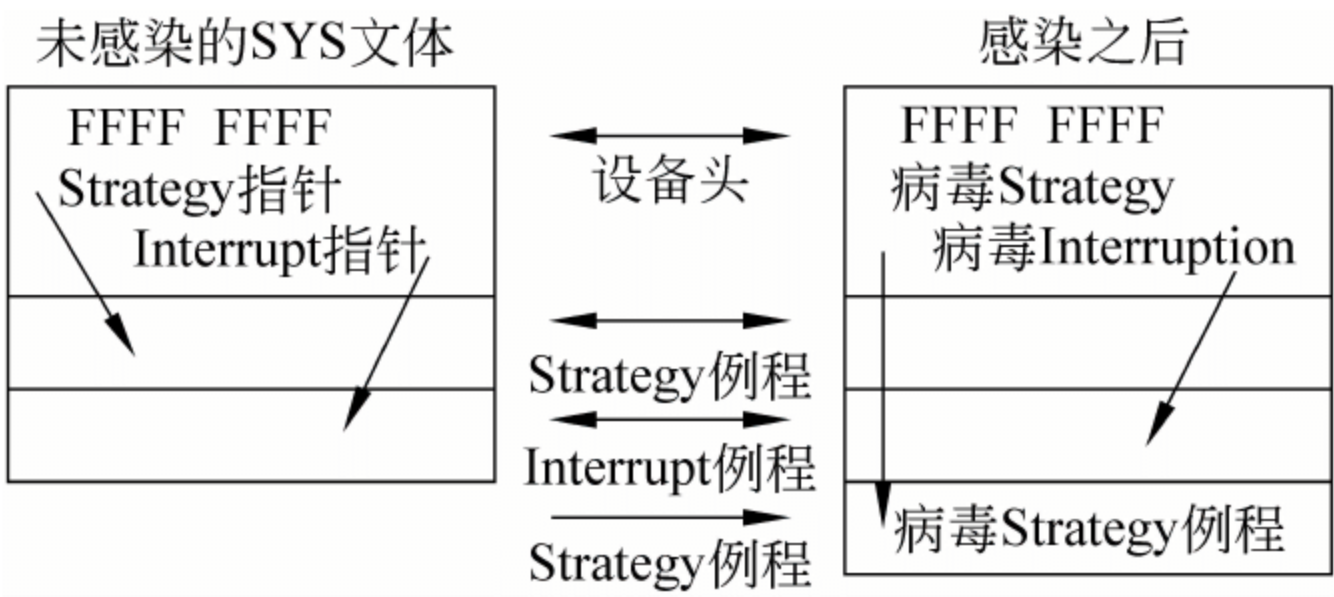 未感染的SYS文体
FFFF FFFF
Strategy指针
Interrupt指针
设备头
Strategy例程
Interrupt例程
Strategy例程
感染之后
FFFF FFFF
病毒Strategy
病毒Interruption
病毒Strategy例程